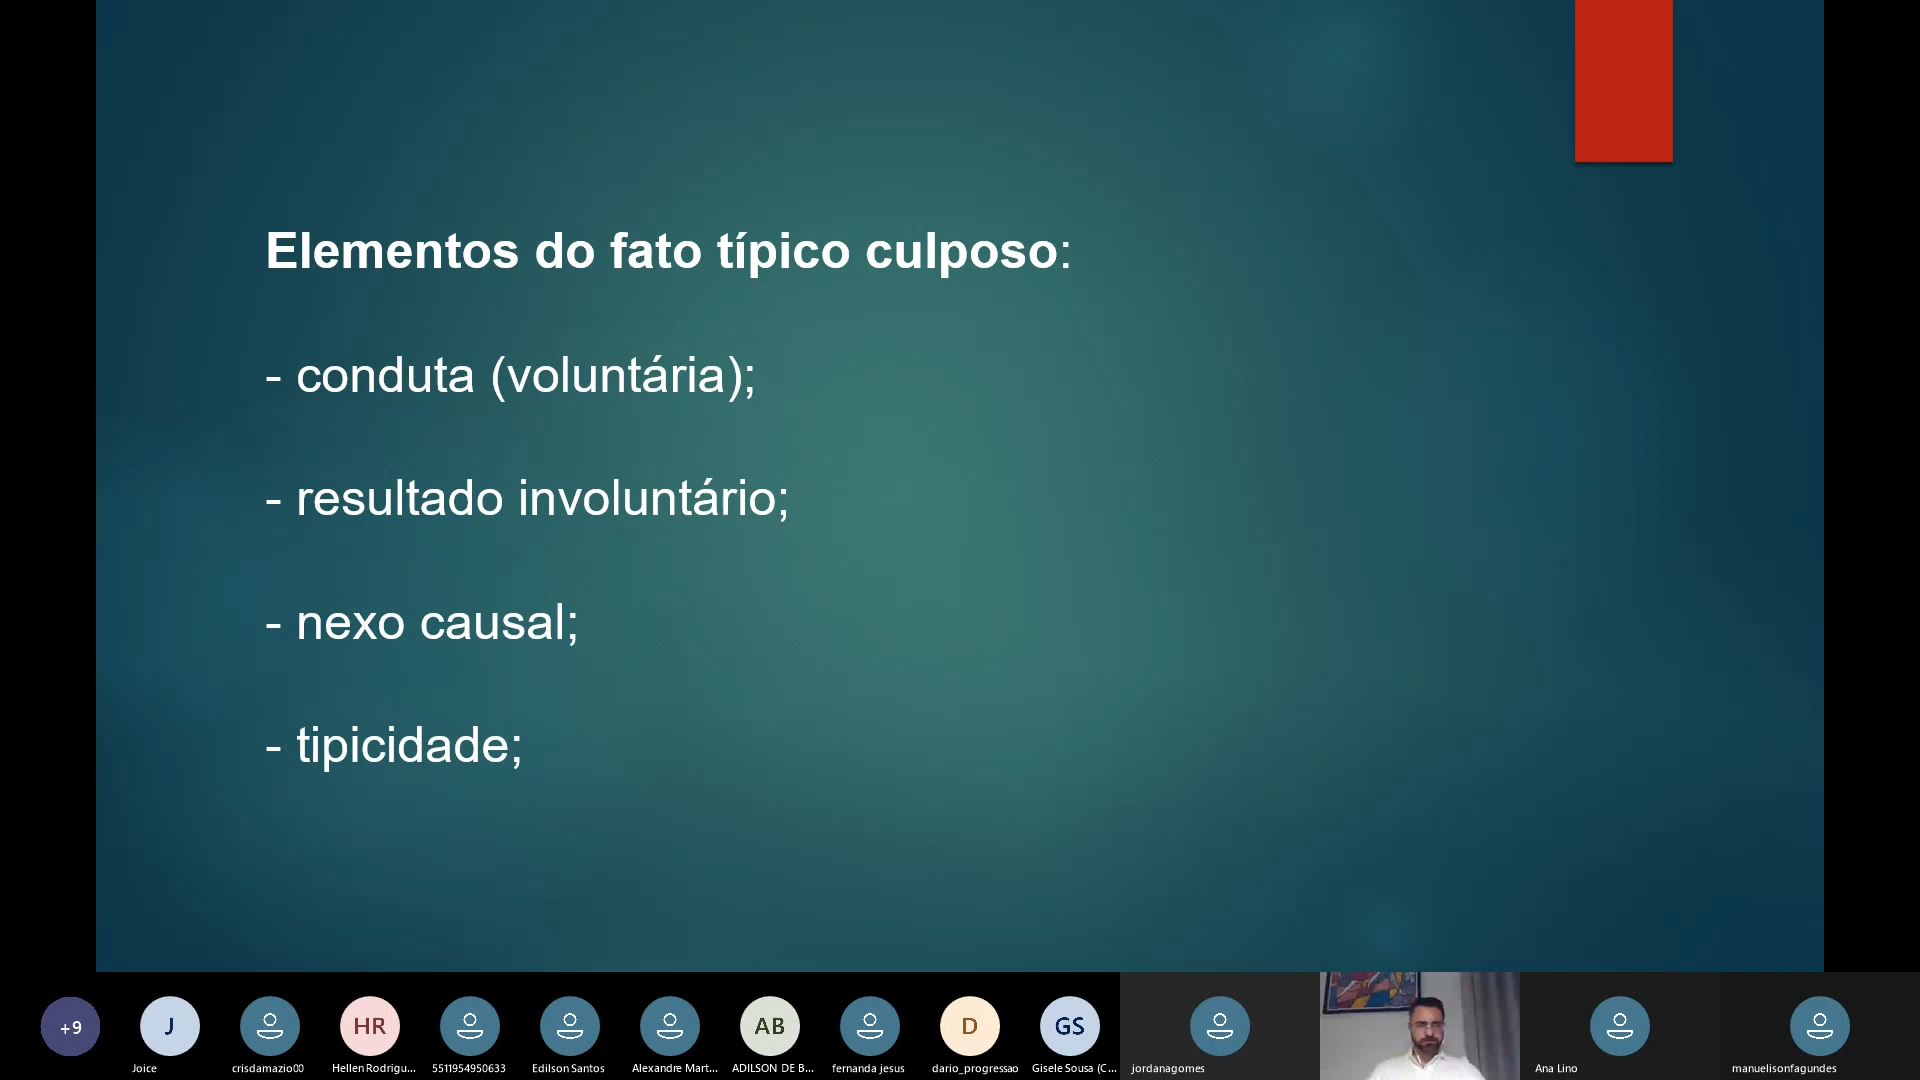 Elementos do fato típico culposo:
- conduta (voluntária);
- resultado involuntário;
- nexo causal;
- tipicidade;
+9
J
HR
AB
D
GS
Joice
crisdamazio00
Hellen Rodrigu...
5511954950633
Edilson Santos
Alexandre Mart...
ADILSON DE B...
fernanda jesus
dario_progressao
Gisele Sousa (C...
jordanagomes
Ana Lino
manuelisonfagundes